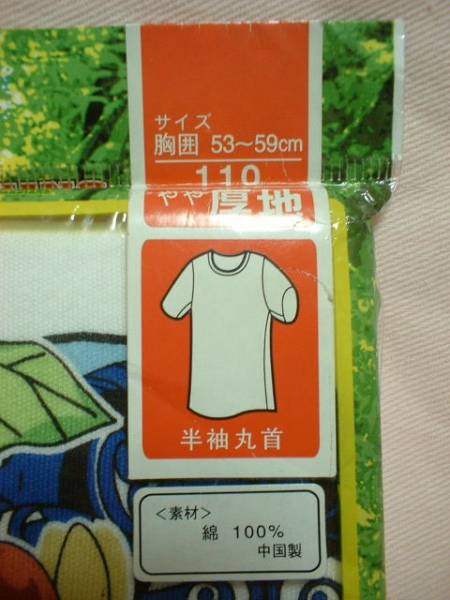 サイズ
胸囲 53〜59cm
110
やや厚地
半袖丸首
＜素材＞
綿 100%
中国製